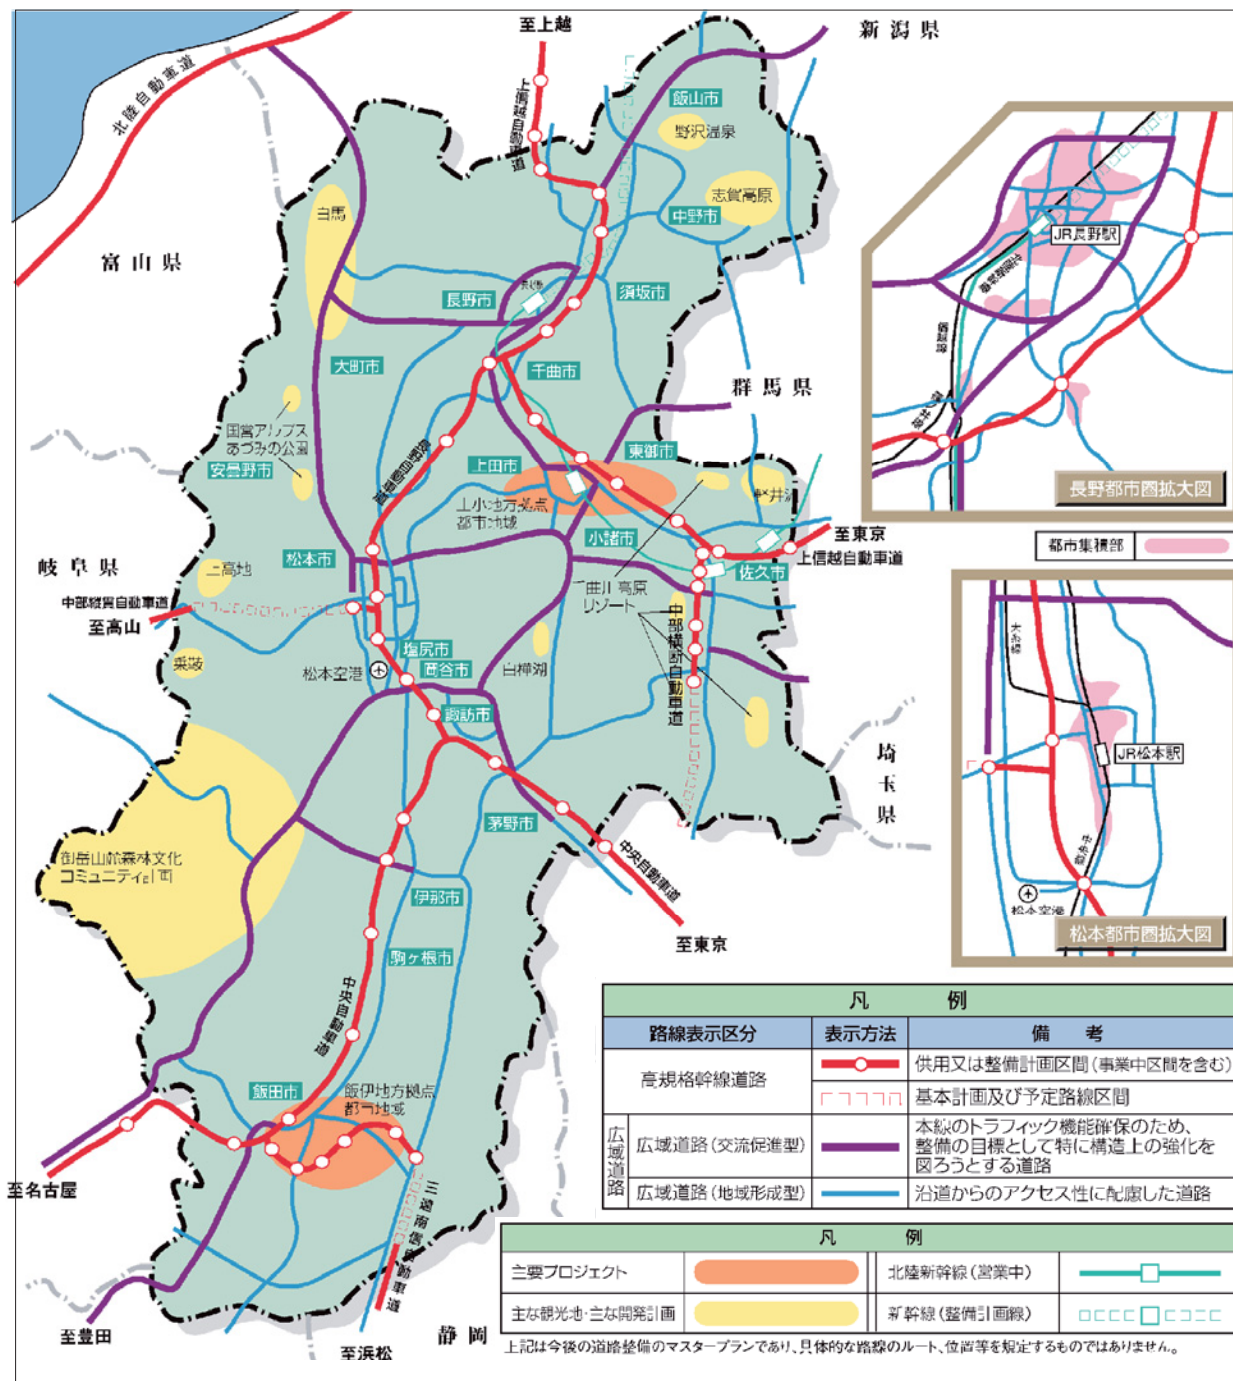 至上越
新潟県
北陸自動車道
上信越自動車道
飯山市
野沢温泉
白馬
志賀高原
中野市
富山県
長野市
須坂市
JR長野駅
大町市
千曲市
群馬県
国営アルプス
あづみの公園
安曇野市
長野自動車道
上田市
東御市
上小地方拠点
都市地域
長野都市圏拡大図
小諸市
至東京
上信越自動車道
都市集積部
松本市
佐久市
岐阜県
上高地
千曲川高原
リゾート
中部縦貫自動車道
至高山
中部横断自動車道
塩尻市
乗鞍
松本空港
岡谷市
白樺湖
諏訪市
大糸線
JR松本駅
埼玉県
茅野市
中央自動車道
御岳山麓森林文化
コミュニティ計画
伊那市
松本空港
松本都市圏拡大図
至東京
駒ヶ根市
中央自動車道
飯田市
飯伊地方拠点
都市地域
至名古屋
三遠南信自動車道
至豊田
至浜松
静岡
凡例
路線表示区分
表示方法
備考
高規格幹線道路
供用又は整備計画区間(事業中区間を含む)
基本計画及び予定路線区間
広域道路
広域道路(交流促進型)
本線のトラフィック機能確保のため、
整備の目標として特に構造上の強化を
図ろうとする道路
広域道路(地域形成型)
沿道からのアクセス性に配慮した道路
凡例
主要プロジェクト
北陸新幹線(営業中)
主な観光地・主な開発計画
新幹線(整備計画線)
上記は今後の道路整備のマスタープランであり、具体的な路線のルート、位置等を規定するものではありません。